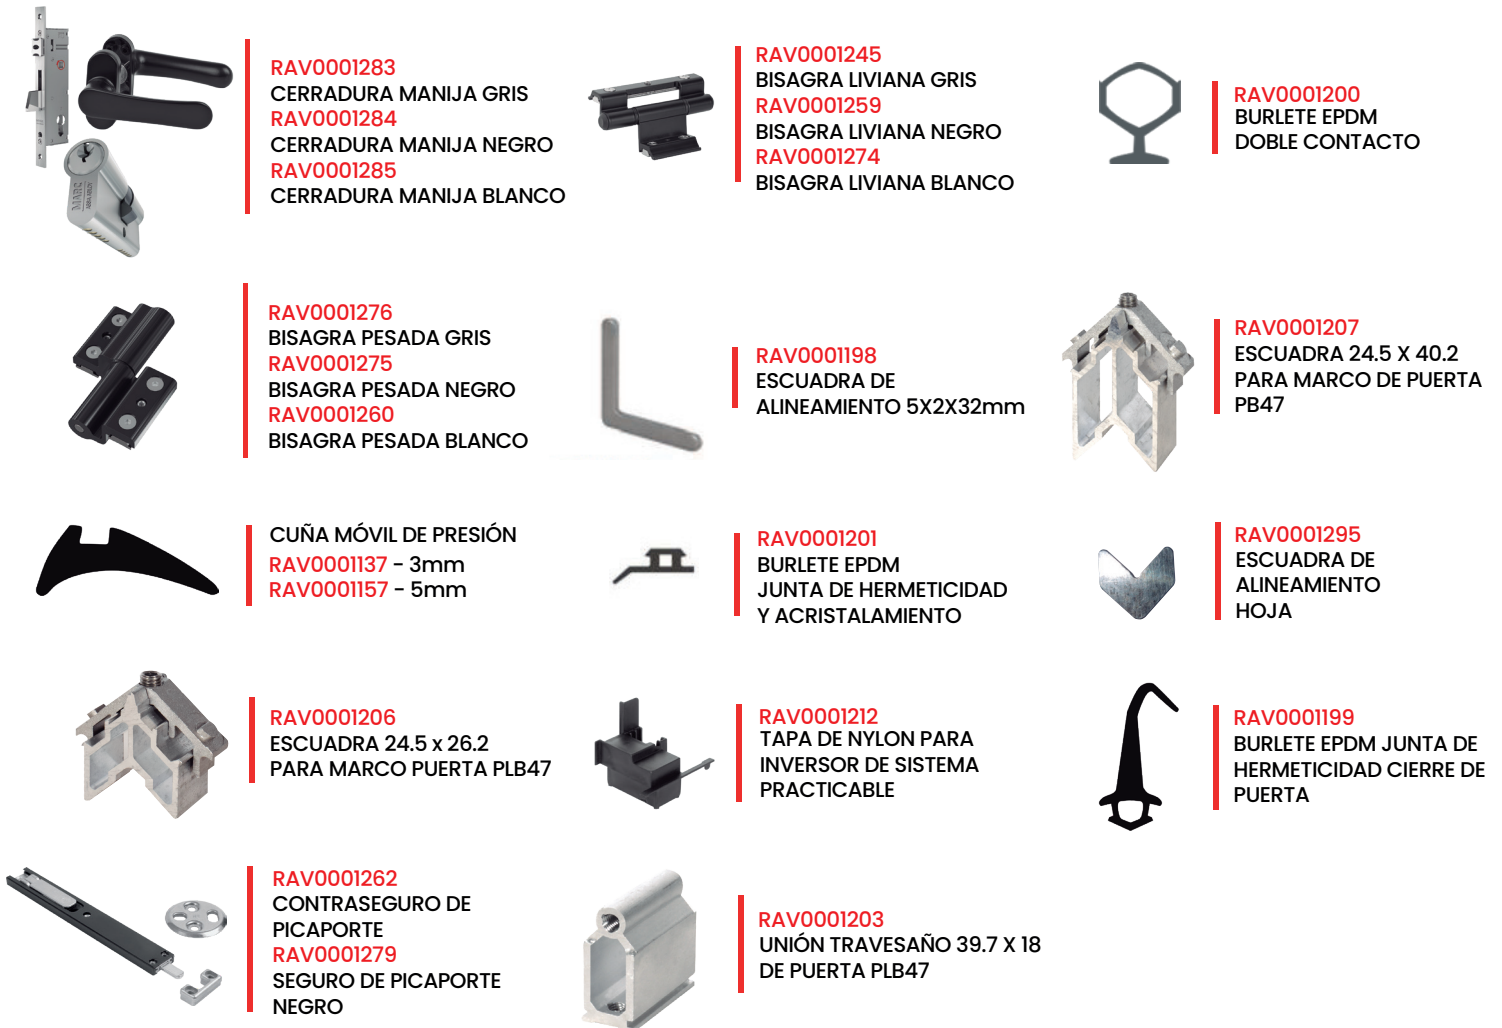 RAV0001283
CERRADURA MANIJA GRIS
RAV0001284
CERRADURA MANIJA NEGRO
RAV0001285
CERRADURA MANIJA BLANCO
MARC
RAV0001245
BISAGRA LIVIANA GRIS
RAV0001259
BISAGRA LIVIANA NEGRO
RAV0001274
BISAGRA LIVIANA BLANCO
RAV0001200
BURLETE EPDM
DOBLE CONTACTO
RAV0001276
BISAGRA PESADA GRIS
RAV0001275
BISAGRA PESADA NEGRO
RAV0001260
BISAGRA PESADA BLANCO
RAV0001198
ESCUADRA DE
ALINEAMIENTO 5X2X32mm
RAV0001207
ESCUADRA 24.5 X 40.2
PARA MARCO DE PUERTA
PB47
CUÑA MÓVIL DE PRESIÓN
RAV0001137 - 3mm
RAV0001157 - 5mm
RAV0001201
BURLETE EPDM
JUNTA DE HERMETICIDAD
Y ACRISTALAMIENTO
RAV0001295
ESCUADRA DE
ALINEAMIENTO
HOJA
RAV0001206
ESCUADRA 24.5 x 26.2
PARA MARCO PUERTA PLB47
RAV0001212
TAPA DE NYLON PARA
INVERSOR DE SISTEMA
PRACTICABLE
RAV0001199
BURLETE EPDM JUNTA DE
HERMETICIDAD CIERRE DE
PUERTA
RAV0001262
CONTRASEGURO DE
PICAPORTE
RAV0001279
SEGURO DE PICAPORTE
NEGRO
RAV0001203
UNIÓN TRAVESAÑO 39.7 X 18
DE PUERTA PLB47